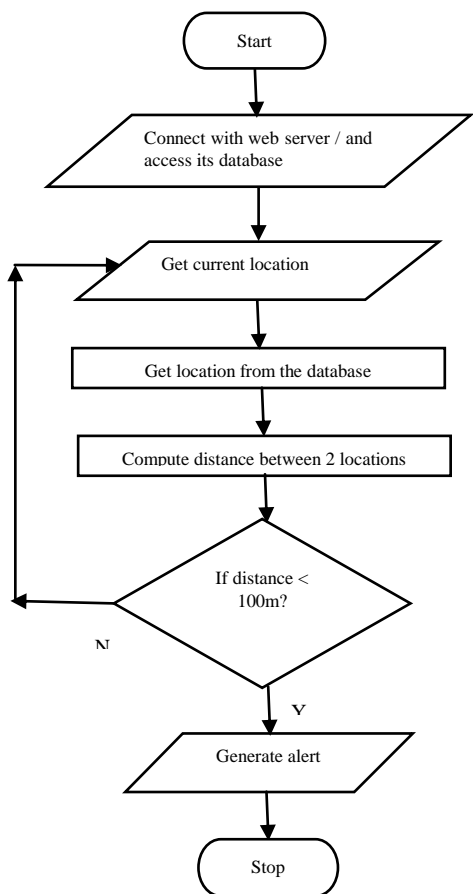 Start
Connect with web server / and
access its database
Get current location
Get location from the database
Compute distance between 2 locations
If distance <
100m?
N
Y
Generate alert
Stop